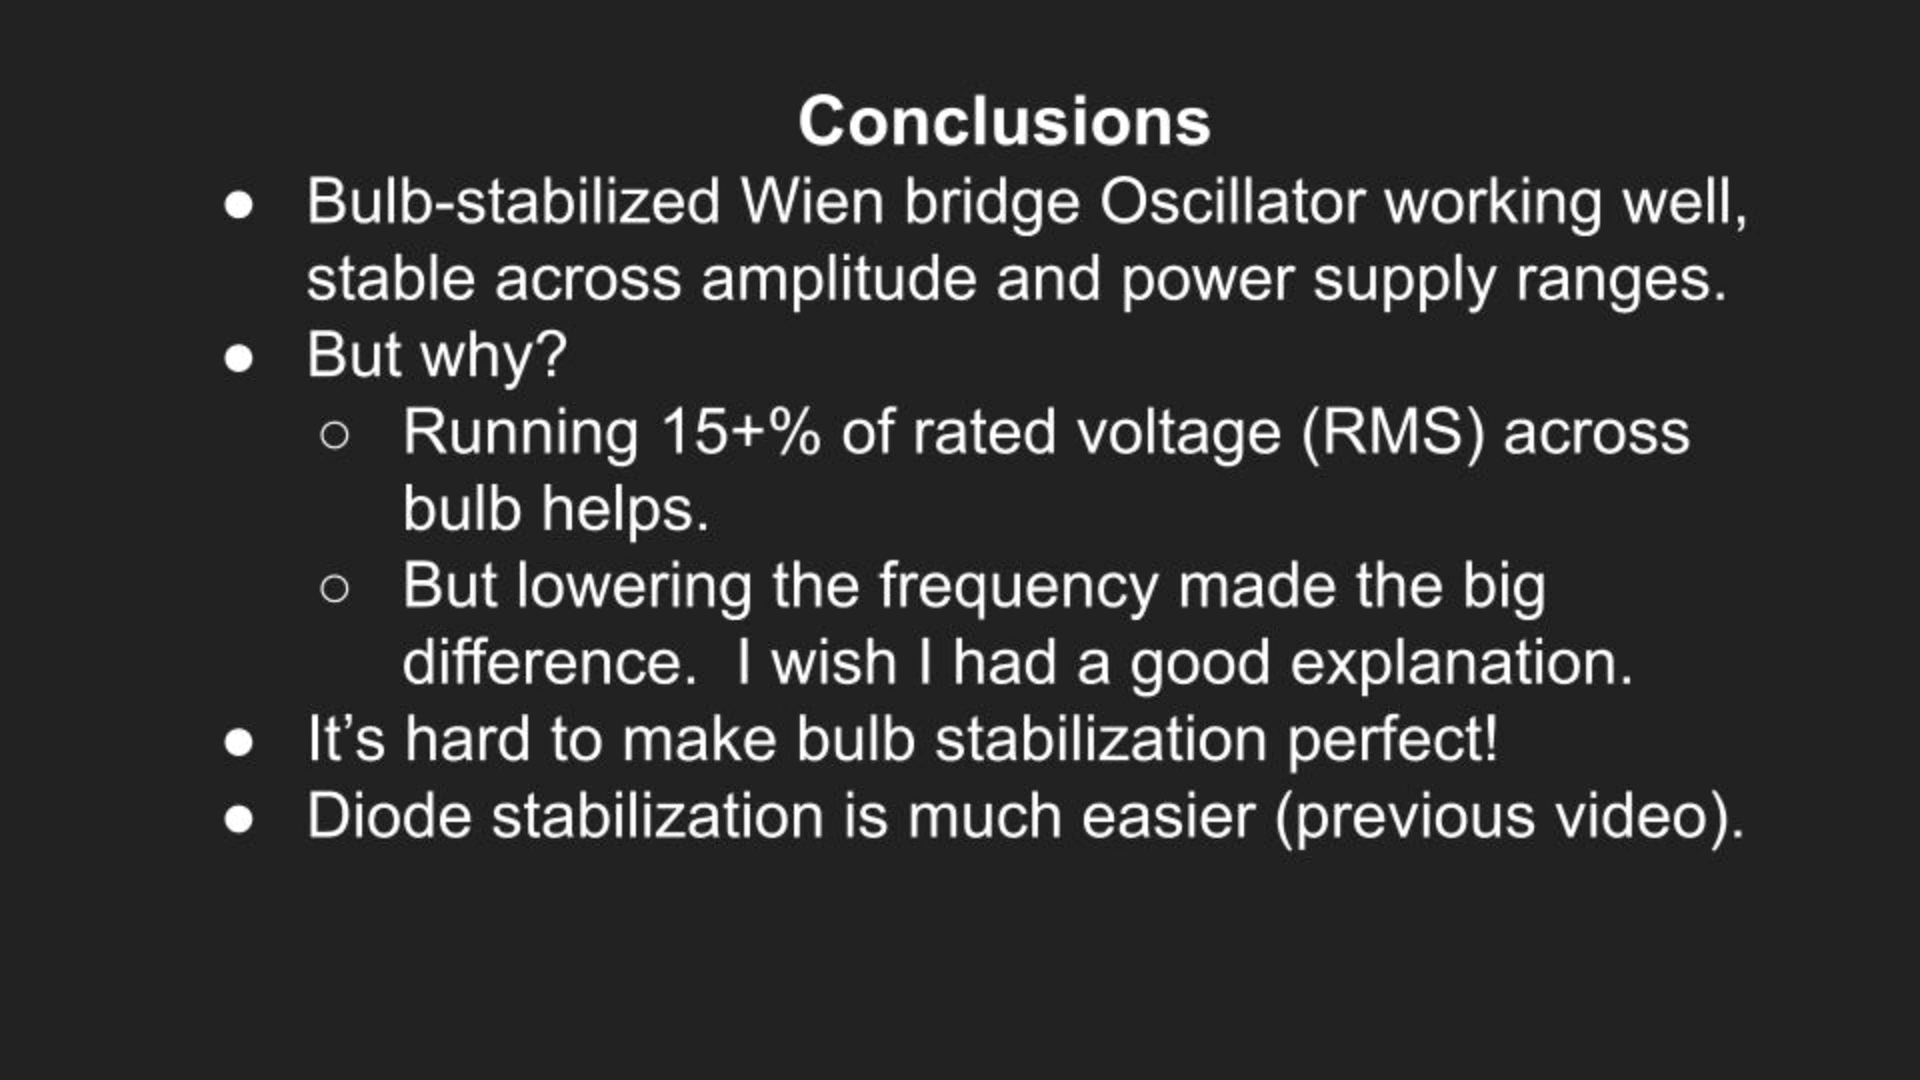 Conclusions
● Bulb-stabilized Wien bridge Oscillator working well,
stable across amplitude and power supply ranges.
● But why?
○ Running 15+% of rated voltage (RMS) across
bulb helps.
○ But lowering the frequency made the big
difference.  I wish I had a good explanation.
● It’s hard to make bulb stabilization perfect!
● Diode stabilization is much easier (previous video).